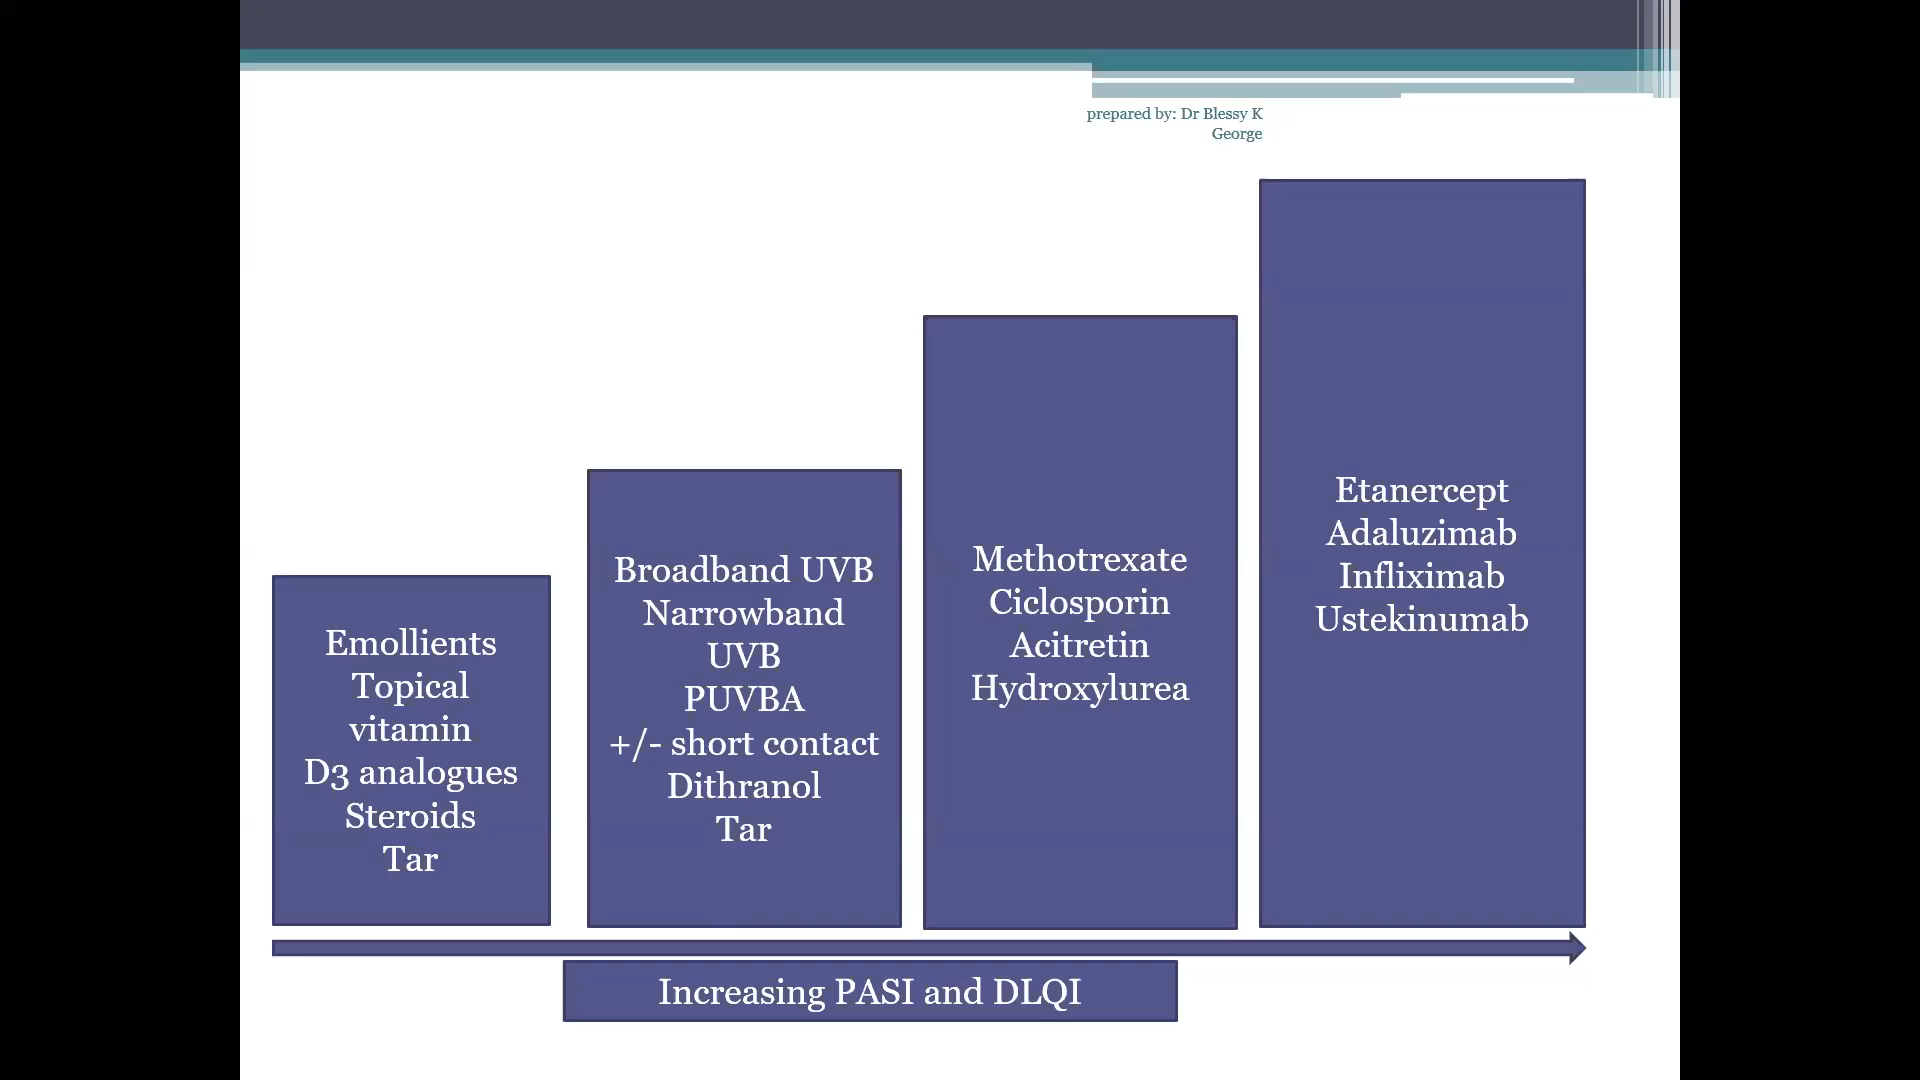 prepared by: Dr Blessy K
George
Emollients
Topical
vitamin
D3 analogues
Steroids
Tar
Broadband UVB
Narrowband
UVB
PUVBA
+/- short contact
Dithranol
Tar
Methotrexate
Ciclosporin
Acitretin
Hydroxylurea
Etanercept
Adaluzimab
Infliximab
Ustekinumab
Increasing PASI and DLQI